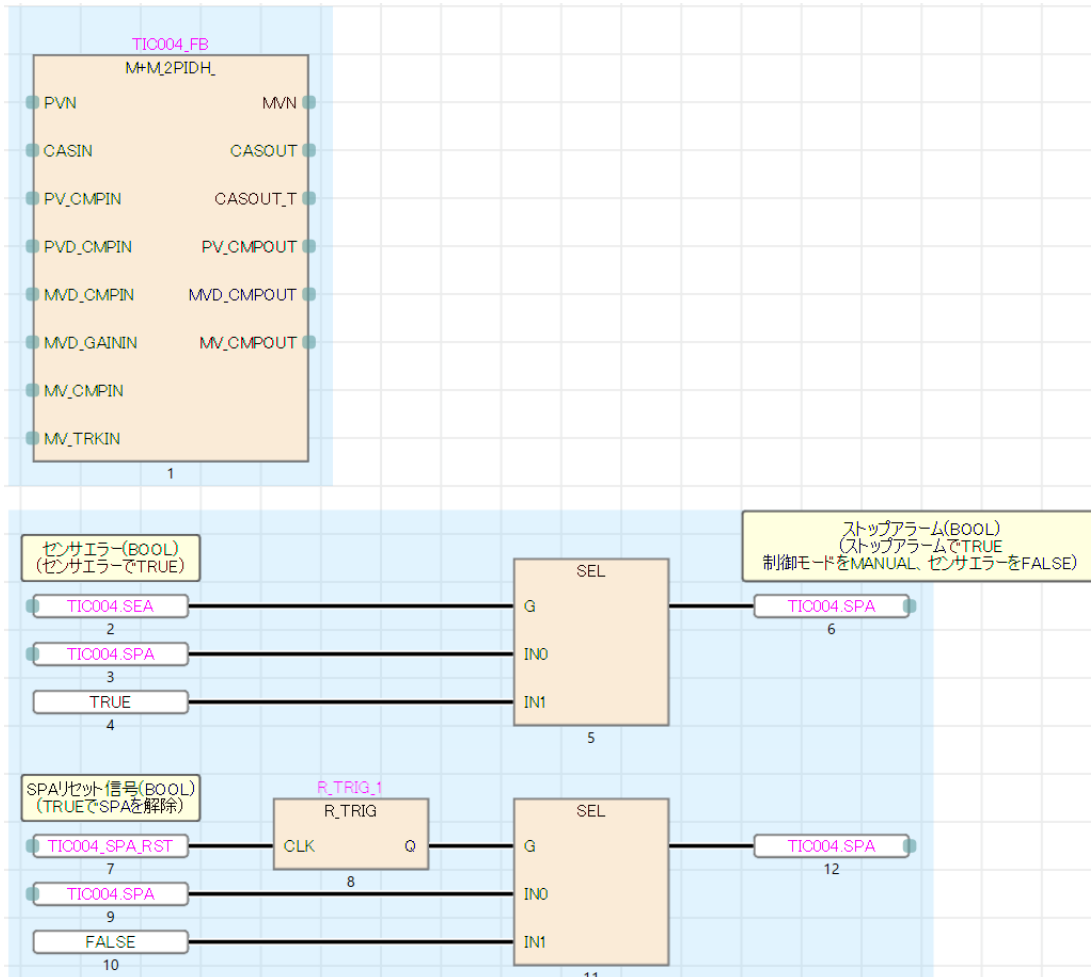 TIC004_FB
M+M_2PIDH_
PVN MVN
CASIN CASOUT
PV_CMPIN CASOUT_T
PVD_CMPIN PV_CMPOUT
MVD_CMPIN MVD_CMPOUT
MVD_GAININ MV_CMPOUT
MV_CMPIN
MV_TRKIN
1
センサエラー(BOOL)
(センサエラーでTRUE)
ストップアラーム(BOOL)
(ストップアラームでTRUE
制御モードをMANUAL、センサエラーをFALSE)
SEL
TIC004.SEA G TIC004.SPA
2 6
TIC004.SPA IN0
3
TRUE IN1
4 5
SPAリセット信号(BOOL)
(TRUEでSPAを解除)
R_TRIG_1
R_TRIG SEL
TIC004_SPA_RST CLK Q G TIC004.SPA
7 8 12
TIC004.SPA IN0
9
FALSE IN1
10 11